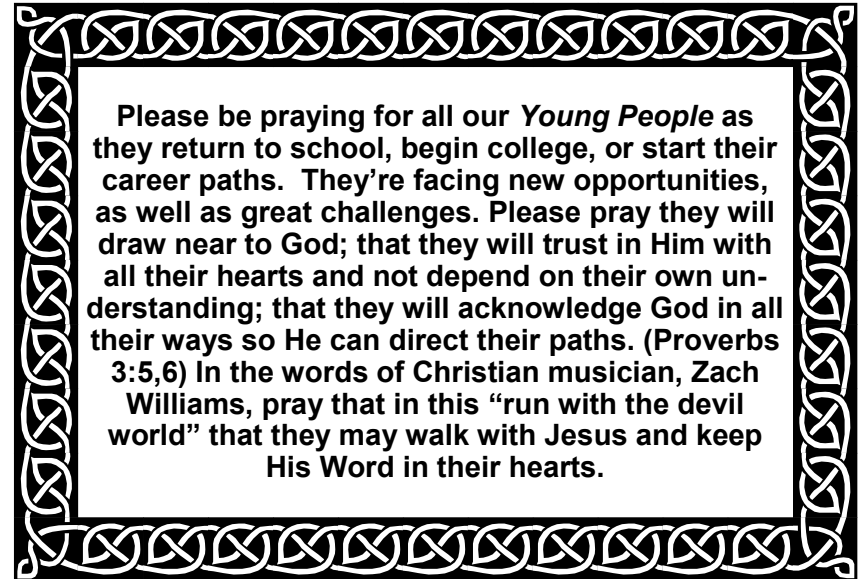 Please be praying for all our Young People as
they return to school, begin college, or start their
career paths.  They’re facing new opportunities,
as well as great challenges. Please pray they will
draw near to God; that they will trust in Him with
all their hearts and not depend on their own un-
derstanding; that they will acknowledge God in all
their ways so He can direct their paths. (Proverbs
3:5,6) In the words of Christian musician, Zach
Williams, pray that in this “run with the devil
world” that they may walk with Jesus and keep
His Word in their hearts.